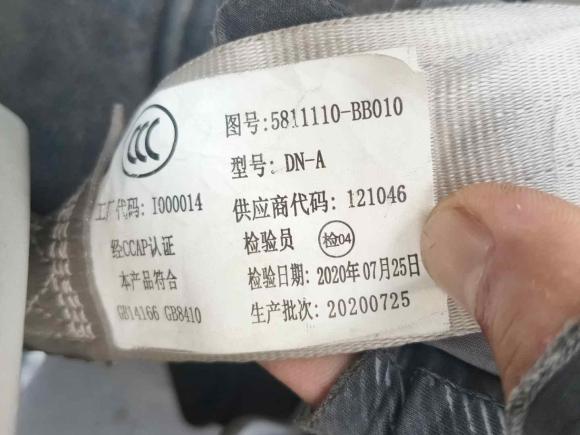 CCC
图号:5811110-BB010
型号: DN-A
工厂代码: I000014
供应商代码: 121046
经CCAP认证
检验员 检04
本产品符合
检验日期: 2020年07月25日
GB14166 GB8410
生产批次: 20200725